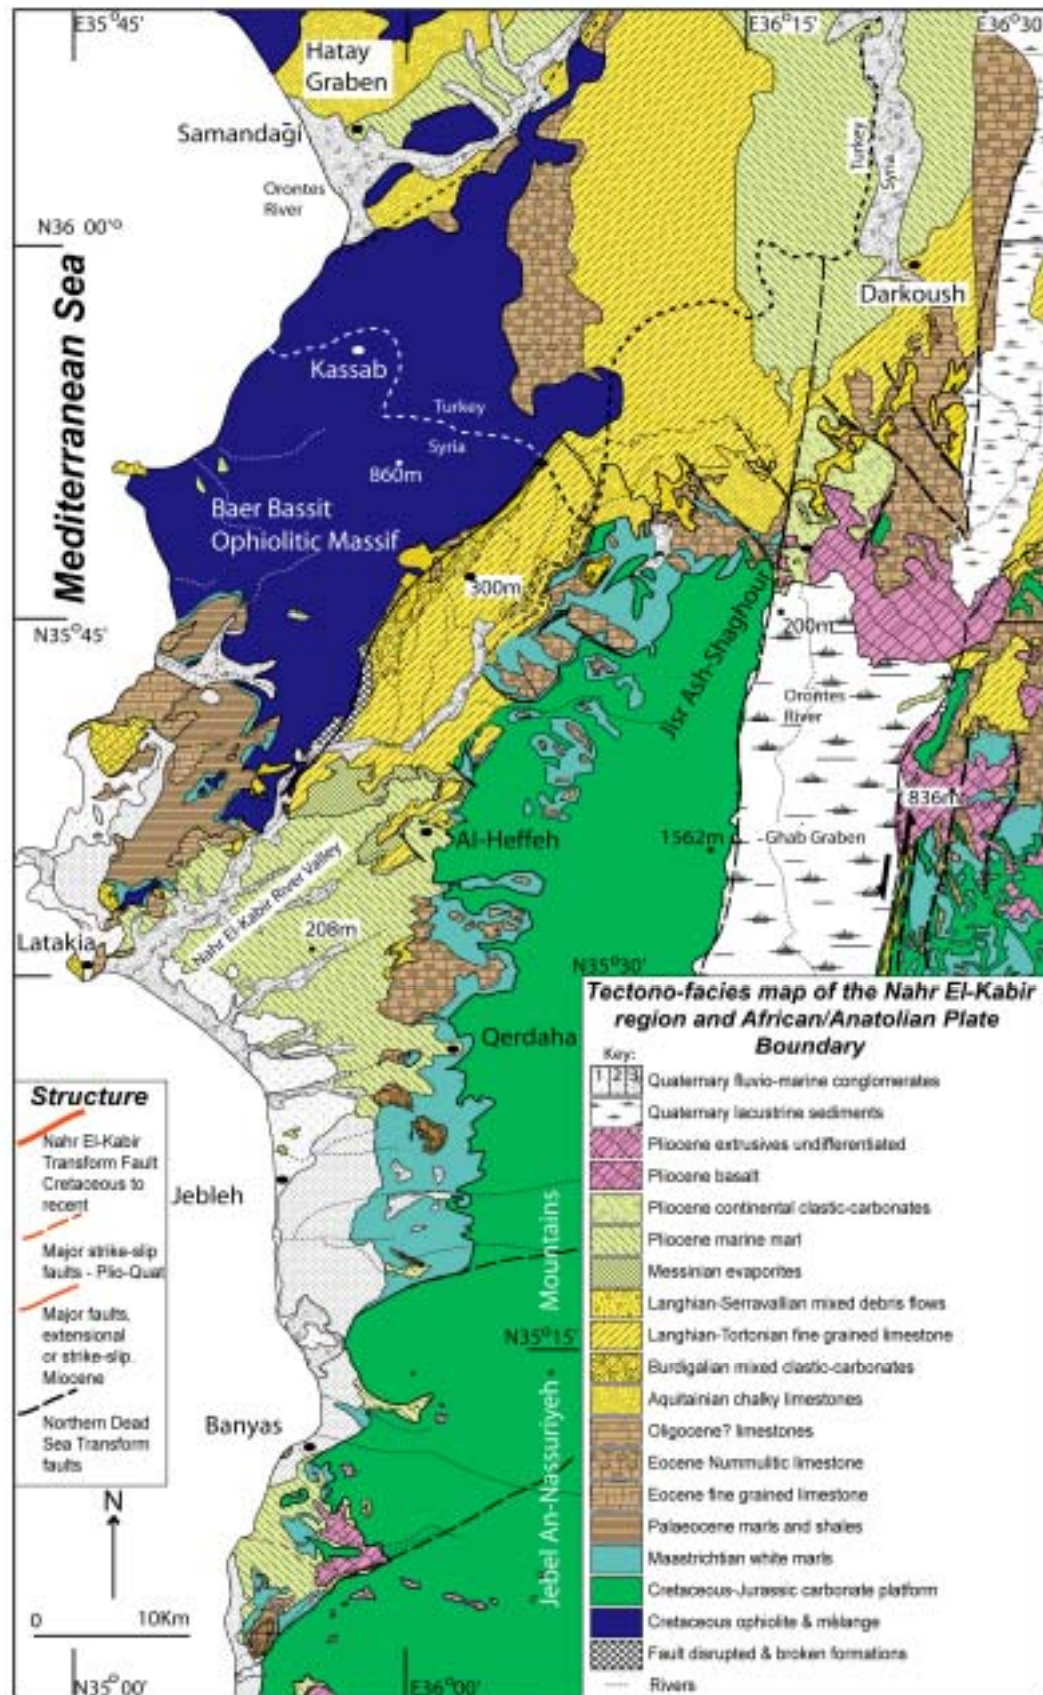 E35°45'
E36°15'
E36°30'
Hatay
Graben
Samandaği
Orontes
River
Turkey
Syria
N36 00'°
Darkoush
Mediterranean Sea
Kassab
Turkey
Syria
860m
Baer Bassit
Ophiolitic Massif
300m
N35°45'
Jisr Ash-Shaghour
200m
Orontes
River
836m
1562m
Ghab Graben
Al-Heffeh
Nahr El-Kabir River Valley
208m
Latakia
N35°30'
Qerdaha
Jebleh
Jebel An-Nassuriyeh Mountains
N35°15'
Banyas
Structure
Nahr El-Kabir
Transform Fault
Cretaceous to
recent
Major strike-slip
faults - Plio-Quat
Major faults,
extensional
or strike-slip.
Miocene
Northern Dead
Sea Transform
faults
N
0 10Km
N35°00'
E36°00'
Tectono-facies map of the Nahr El-Kabir
region and African/Anatolian Plate
Boundary
Key:
1 2 3 Quaternary fluvio-marine conglomerates
Quaternary lacustrine sediments
Pliocene extrusives undifferentiated
Pliocene basalt
Pliocene continental clastic-carbonates
Pliocene marine marl
Messinian evaporites
Langhian-Serravallian mixed debris flows
Langhian-Tortonian fine grained limestone
Burdigalian mixed clastic-carbonates
Aquitainian chalky limestones
Oligocene? limestones
Eocene Nummulitic limestone
Eocene fine grained limestone
Palaeocene marls and shales
Maastrichtian white marls
Cretaceous-Jurassic carbonate platform
Cretaceous ophiolite & mélange
Fault disrupted & broken formations
Rivers